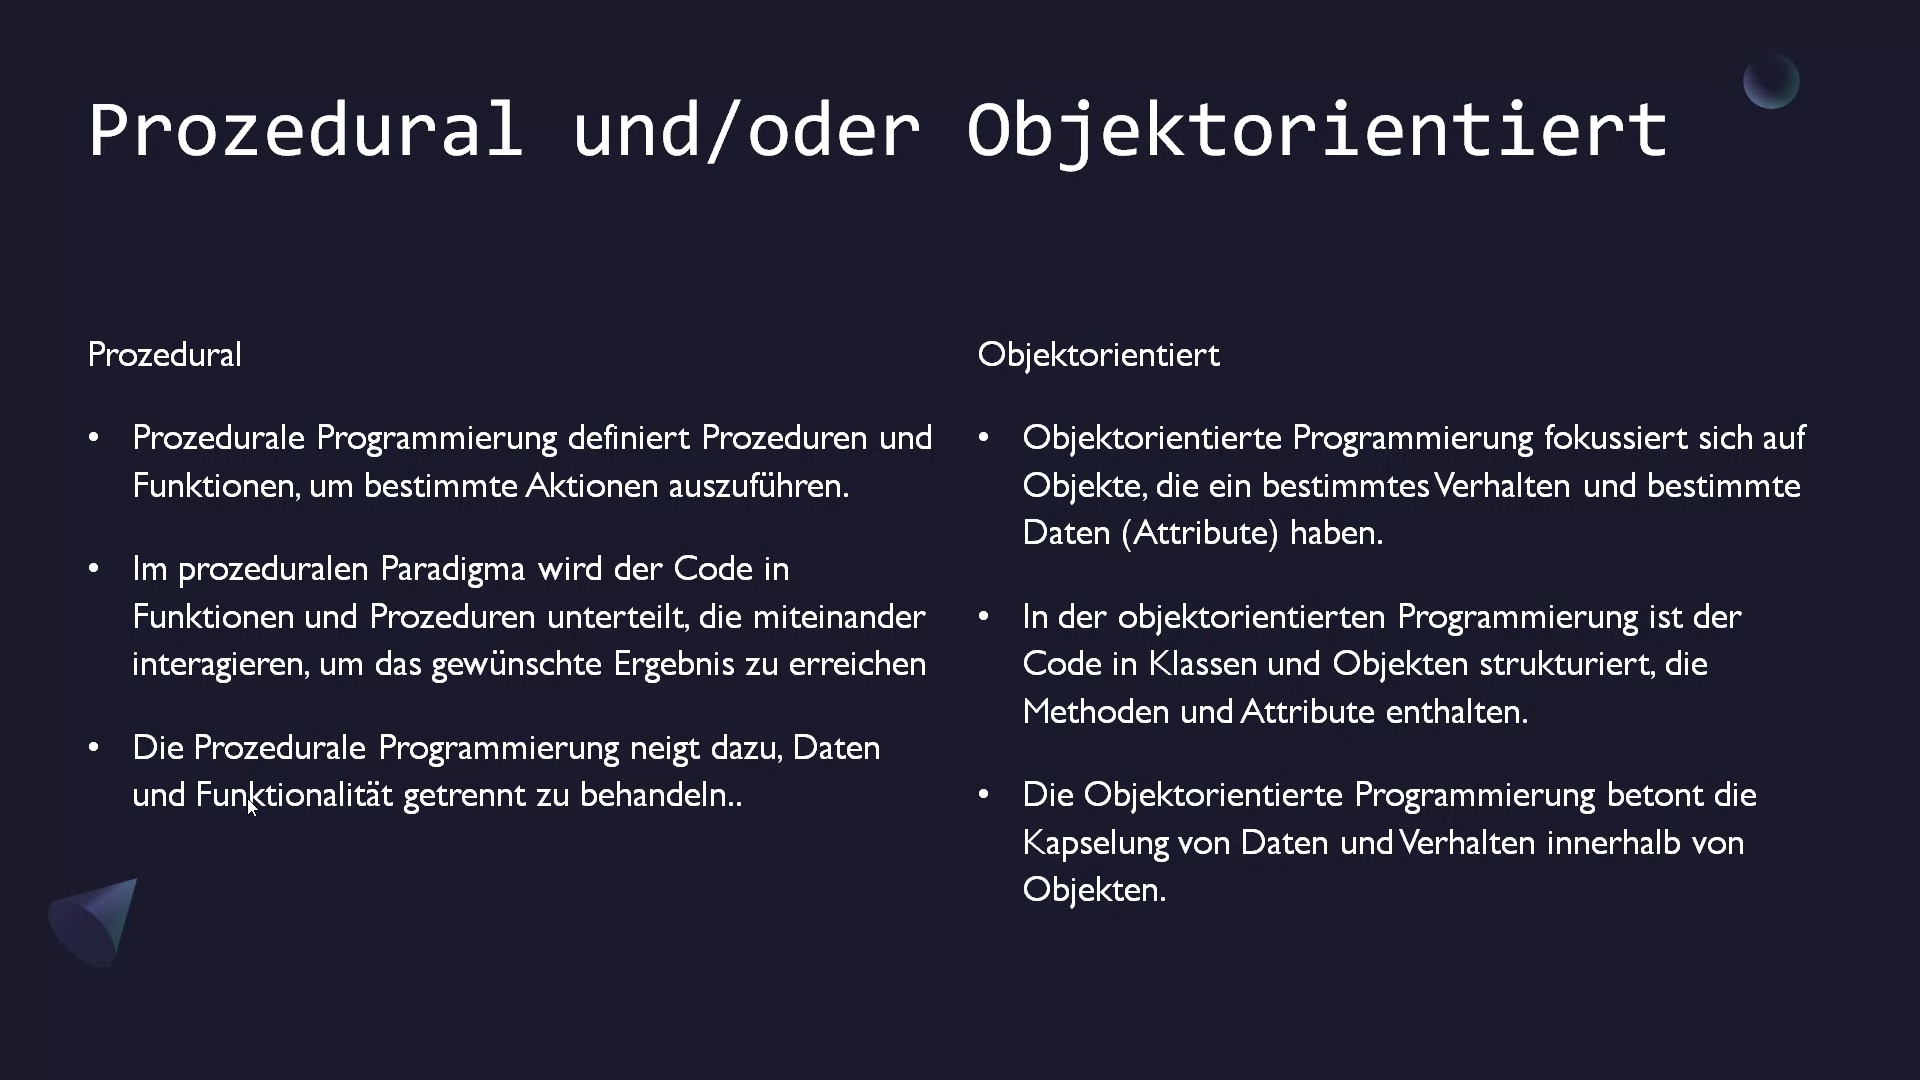 Prozedural und/oder Objektorientiert
Prozedural
• Prozedurale Programmierung definiert Prozeduren und
Funktionen, um bestimmte Aktionen auszuführen.
• Im prozeduralen Paradigma wird der Code in
Funktionen und Prozeduren unterteilt, die miteinander
interagieren, um das gewünschte Ergebnis zu erreichen
• Die Prozedurale Programmierung neigt dazu, Daten
und Funktionalität getrennt zu behandeln..
Objektorientiert
• Objektorientierte Programmierung fokussiert sich auf
Objekte, die ein bestimmtes Verhalten und bestimmte
Daten (Attribute) haben.
• In der objektorientierten Programmierung ist der
Code in Klassen und Objekten strukturiert, die
Methoden und Attribute enthalten.
• Die Objektorientierte Programmierung betont die
Kapselung von Daten und Verhalten innerhalb von
Objekten.